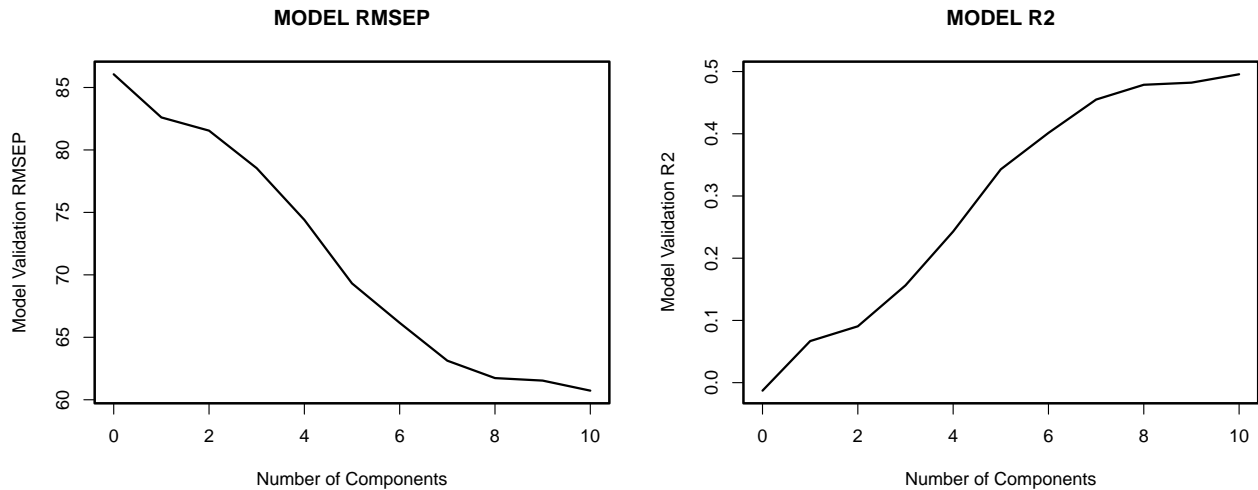 MODEL RMSEP
Model Validation RMSEP
85
80
75
70
65
60
0 2 4 6 8 10
Number of Components
MODEL R2
Model Validation R2
0.5
0.4
0.3
0.2
0.1
0.0
0 2 4 6 8 10
Number of Components